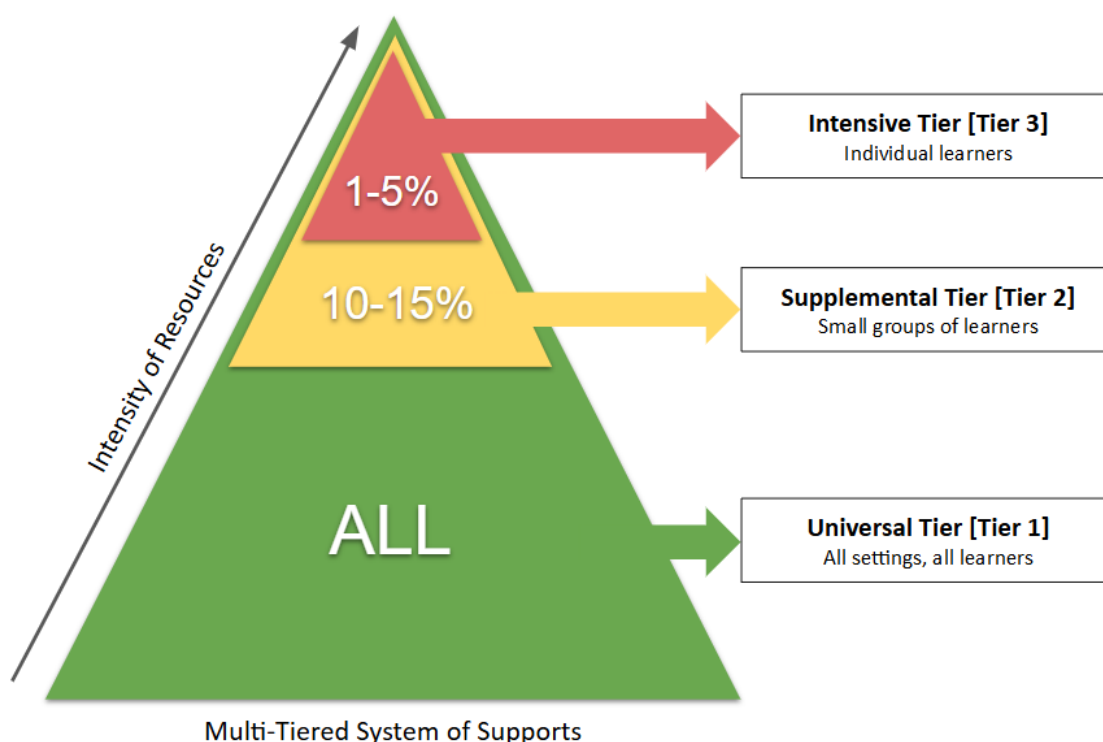 Intensive Tier [Tier 3]
Individual learners
1-5%
Supplemental Tier [Tier 2]
Small groups of learners
10-15%
Intensity of Resources
ALL
Universal Tier [Tier 1]
All settings, all learners
Multi-Tiered System of Supports